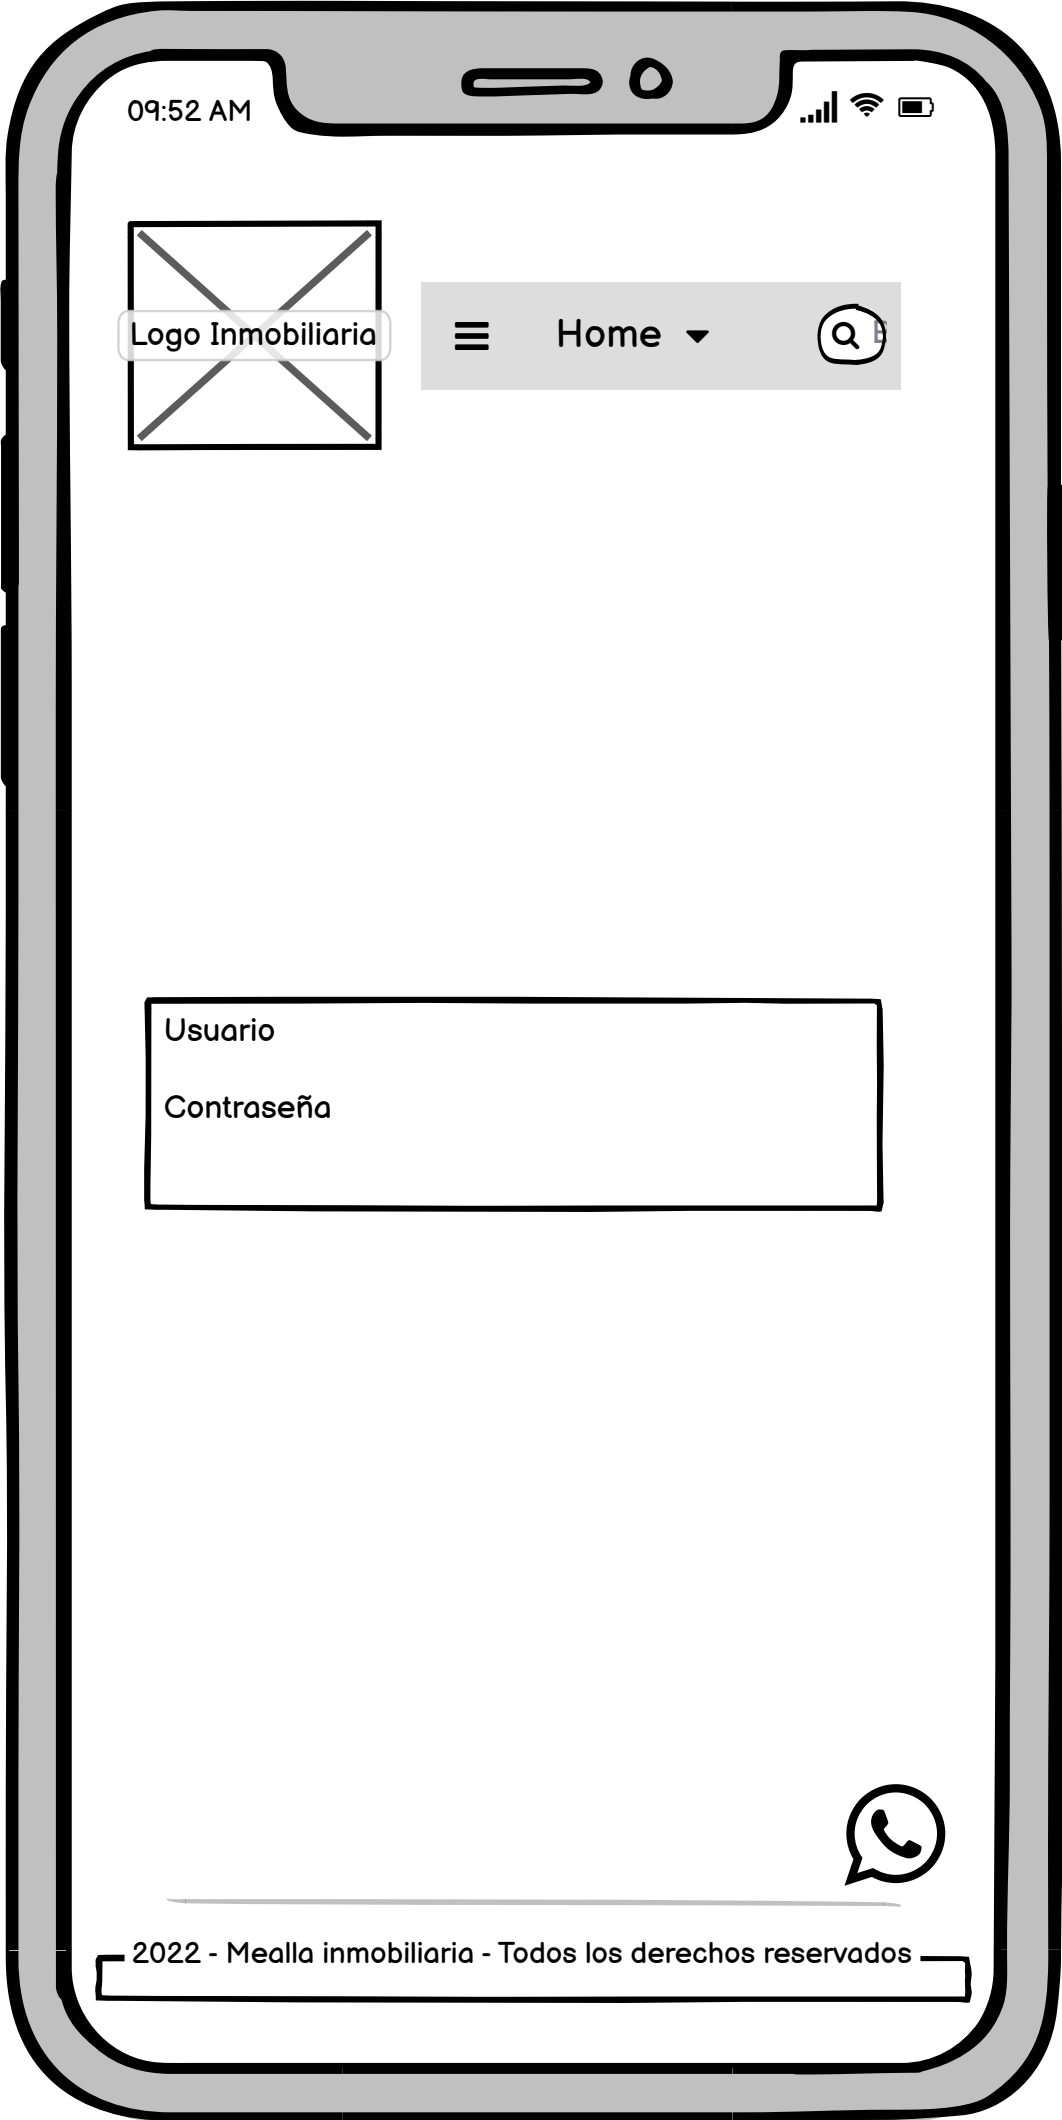 09:52 AM
Logo Inmobiliaria
Home
Usuario
Contraseña
2022 - Mealla inmobiliaria - Todos los derechos reservados